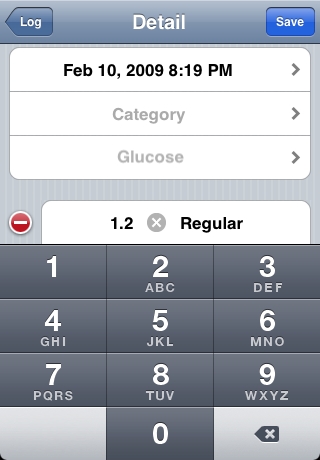 Log Detail Save
Feb 10, 2009 8:19 PM
Category
Glucose
1.2 Regular
1 2 3
ABC DEF
4 5 6
GHI JKL MNO
7 8 9
PQRS TUV WXYZ
0